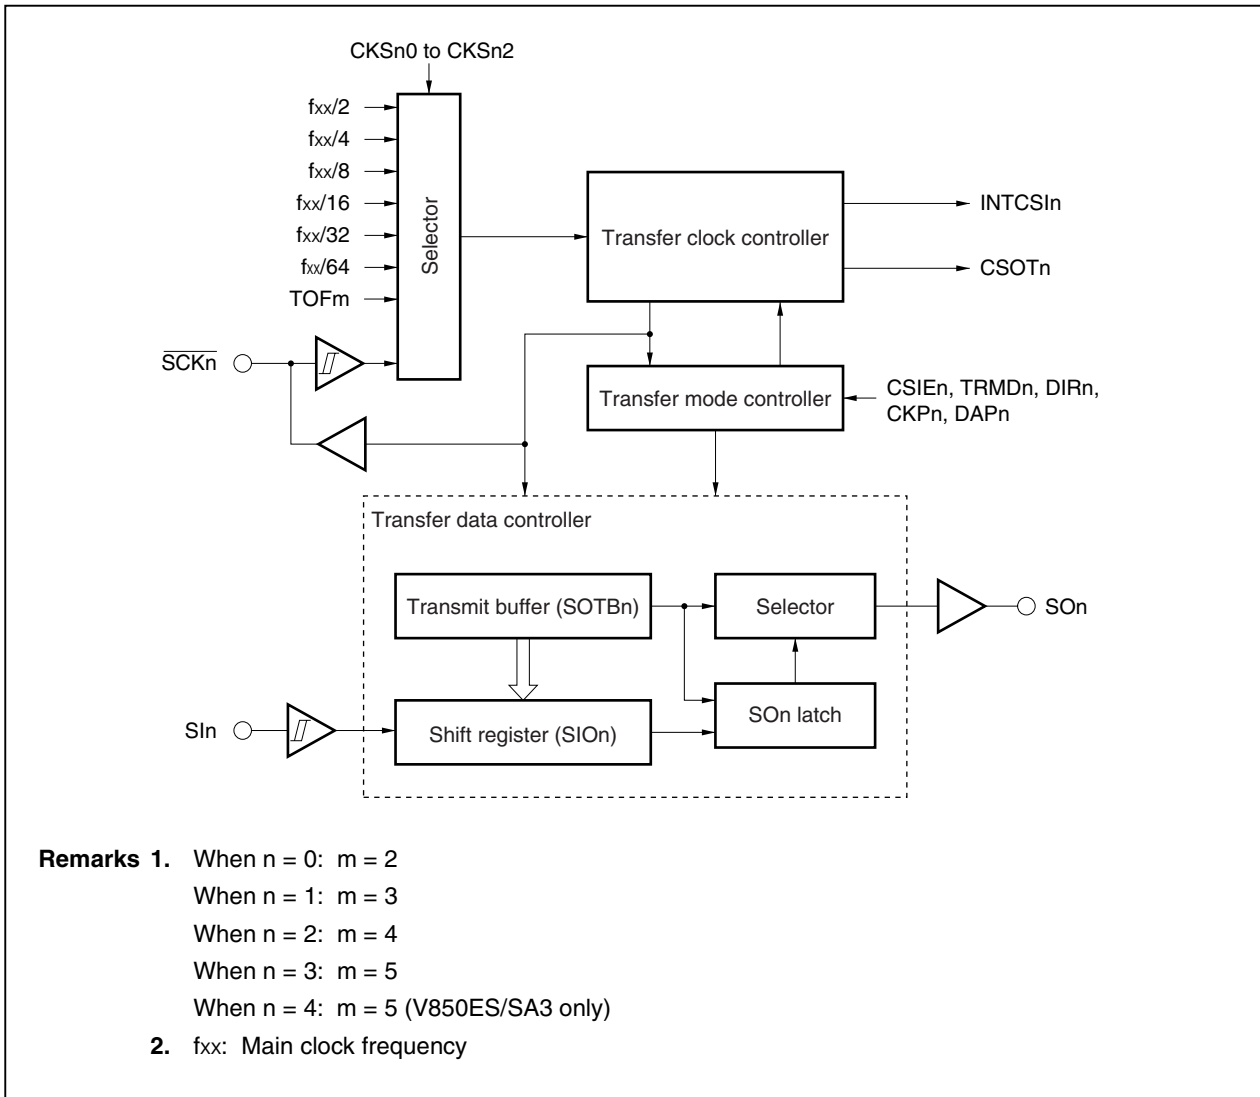 CKSn0 to CKSn2
fxx/2
fxx/4
fxx/8
fxx/16
fxx/32
fxx/64
TOFm
SCKn
Selector
Transfer clock controller
INTCSIn
CSOTn
Transfer mode controller
CSIEn, TRMDn, DIRn,
CKPn, DAPn
Transfer data controller
Transmit buffer (SOTBn)
Selector
SOn
SOn latch
SIn
Shift register (SIOn)
Remarks 1. When n = 0: m = 2
When n = 1: m = 3
When n = 2: m = 4
When n = 3: m = 5
When n = 4: m = 5 (V850ES/SA3 only)
2. fxx: Main clock frequency